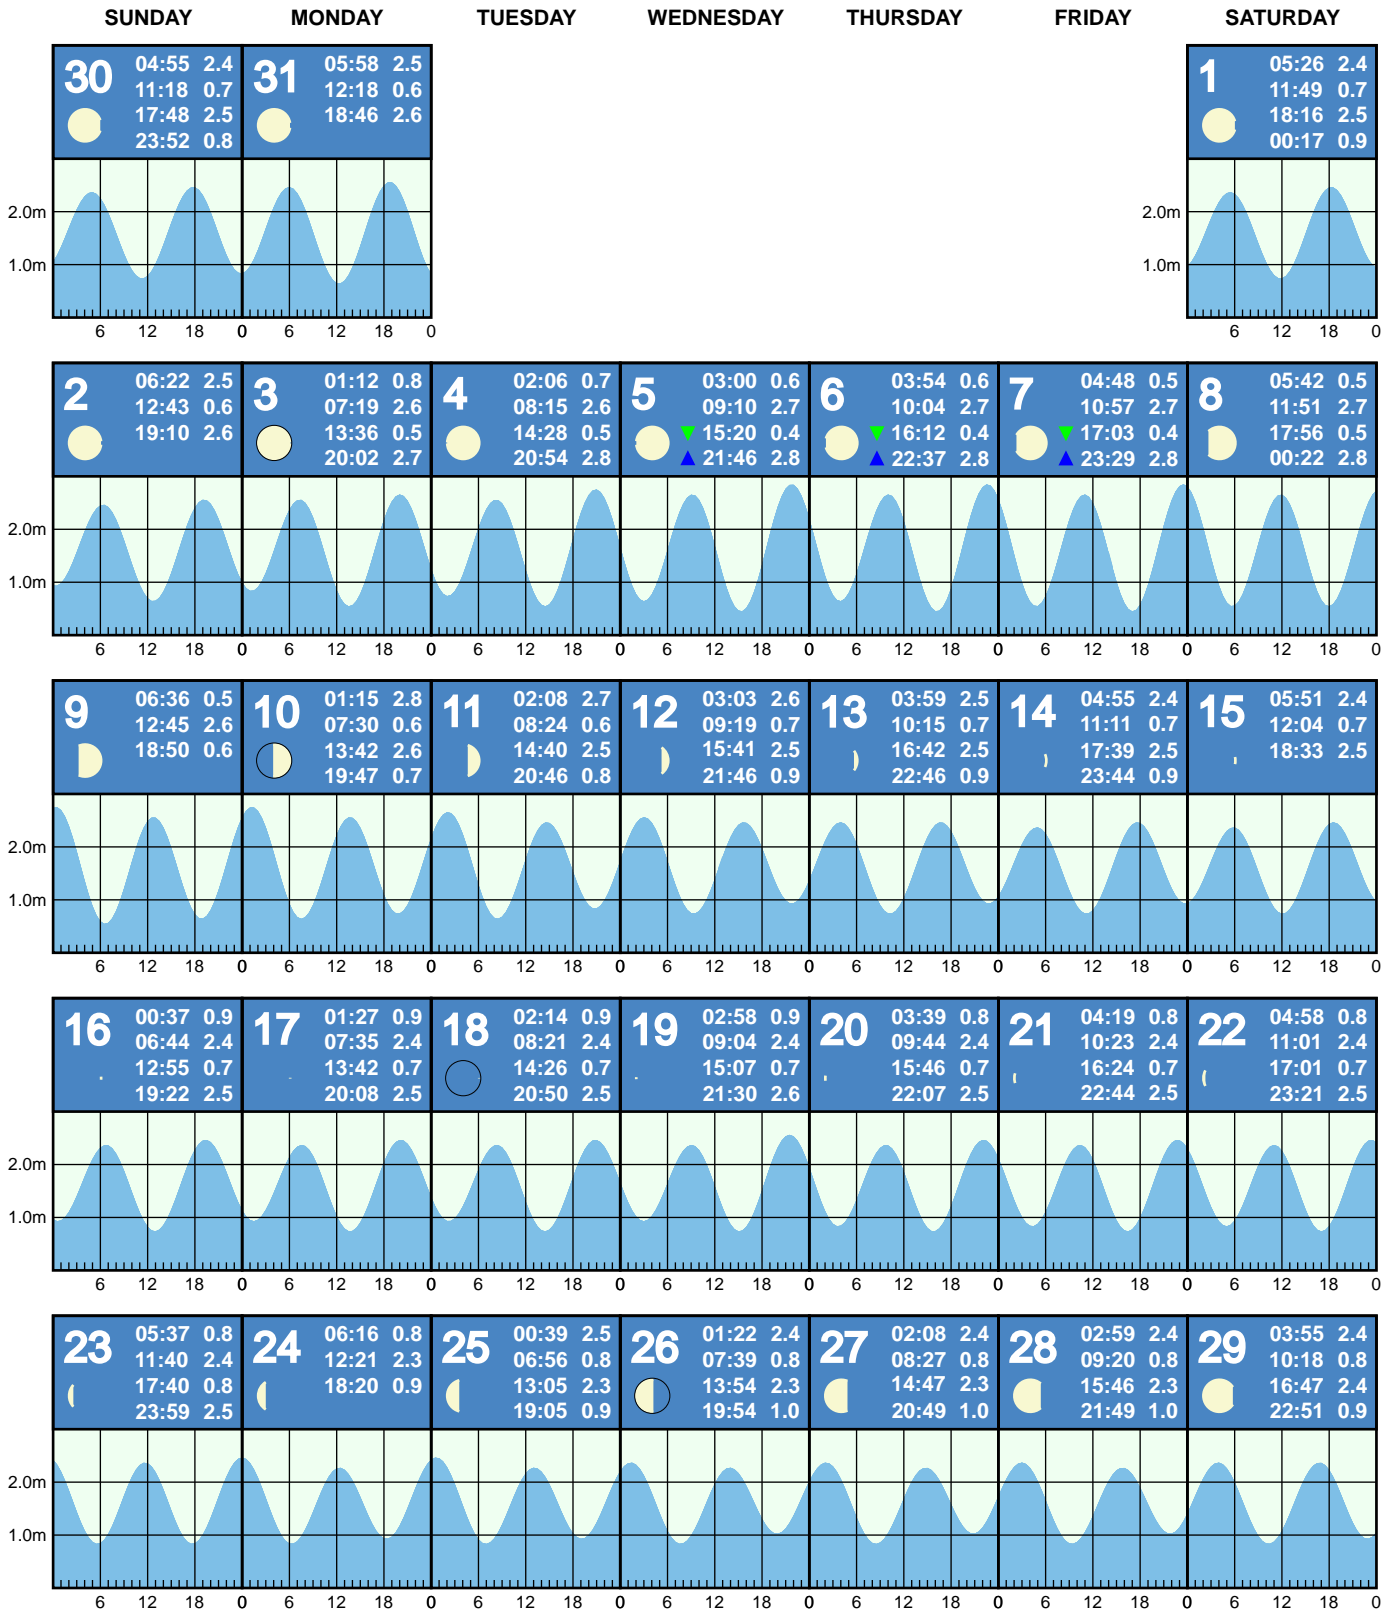 SUNDAY MONDAY TUESDAY WEDNESDAY THURSDAY FRIDAY SATURDAY
30 04:55 2.4
11:18 0.7
17:48 2.5
23:52 0.8
31 05:58 2.5
12:18 0.6
18:46 2.6
1 05:26 2.4
11:49 0.7
18:16 2.5
00:17 0.9
2.0m 2.0m
1.0m 1.0m
6 12 18 0 0 6 12 18 0 6 12 18 0
2 06:22 2.5
12:43 0.6
19:10 2.6
3 01:12 0.8
07:19 2.6
13:36 0.5
20:02 2.7
4 02:06 0.7
08:15 2.6
14:28 0.5
20:54 2.8
5 03:00 0.6
09:10 2.7
15:20 0.4
21:46 2.8
6 03:54 0.6
10:04 2.7
16:12 0.4
22:37 2.8
7 04:48 0.5
10:57 2.7
17:03 0.4
23:29 2.8
8 05:42 0.5
11:51 2.7
17:56 0.5
00:22 2.8
2.0m
1.0m
6 12 18 0 6 12 18 0 6 12 18 0 6 12 18 0 6 12 18 0 6 12 18 0 6 12 18 0
9 06:36 0.5
12:45 2.6
18:50 0.6
10 01:15 2.8
07:30 0.6
13:42 2.6
19:47 0.7
11 02:08 2.7
08:24 0.6
14:40 2.5
20:46 0.8
12 03:03 2.6
09:19 0.7
15:41 2.5
21:46 0.9
13 03:59 2.5
10:15 0.7
16:42 2.5
22:46 0.9
14 04:55 2.4
11:11 0.7
17:39 2.5
23:44 0.9
15 05:51 2.4
12:04 0.7
18:33 2.5
2.0m
1.0m
6 12 18 0 6 12 18 0 6 12 18 0 6 12 18 0 6 12 18 0 6 12 18 0 6 12 18 0
16 00:37 0.9
06:44 2.4
12:55 0.7
19:22 2.5
17 01:27 0.9
07:35 2.4
13:42 0.7
20:08 2.5
18 02:14 0.9
08:21 2.4
14:26 0.7
20:50 2.5
19 02:58 0.9
09:04 2.4
15:07 0.7
21:30 2.6
20 03:39 0.8
09:44 2.4
15:46 0.7
22:07 2.5
21 04:19 0.8
10:23 2.4
16:24 0.7
22:44 2.5
22 04:58 0.8
11:01 2.4
17:01 0.7
23:21 2.5
2.0m
1.0m
6 12 18 0 6 12 18 0 6 12 18 0 6 12 18 0 6 12 18 0 6 12 18 0 6 12 18 0
23 05:37 0.8
11:40 2.4
17:40 0.8
23:59 2.5
24 06:16 0.8
12:21 2.3
18:20 0.9
25 00:39 2.5
06:56 0.8
13:05 2.3
19:05 0.9
26 01:22 2.4
07:39 0.8
13:54 2.3
19:54 1.0
27 02:08 2.4
08:27 0.8
14:47 2.3
20:49 1.0
28 02:59 2.4
09:20 0.8
15:46 2.3
21:49 1.0
29 03:55 2.4
10:18 0.8
16:47 2.4
22:51 0.9
2.0m
1.0m
6 12 18 0 6 12 18 0 6 12 18 0 6 12 18 0 6 12 18 0 6 12 18 0 6 12 18 0